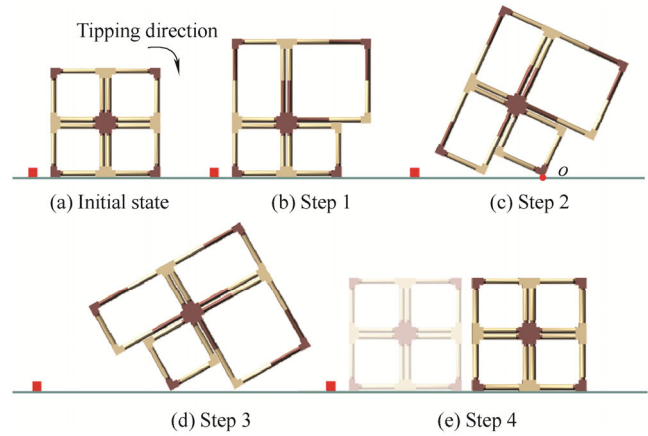 Tipping direction
(a) Initial state
(b) Step 1
o
(c) Step 2
(d) Step 3
(e) Step 4